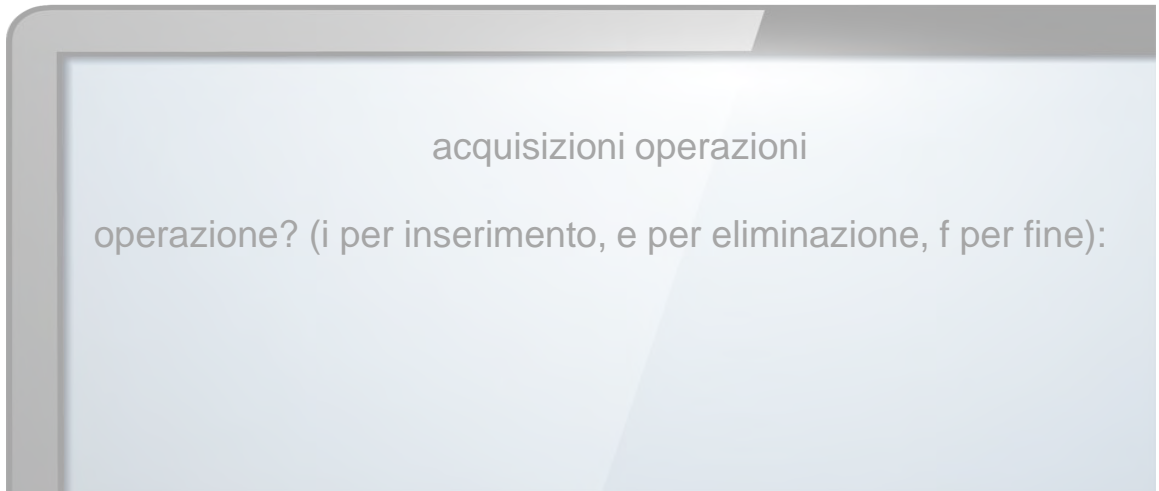 acquisizioni operazioni
operazione? (i per inserimento, e per eliminazione, f per fine):